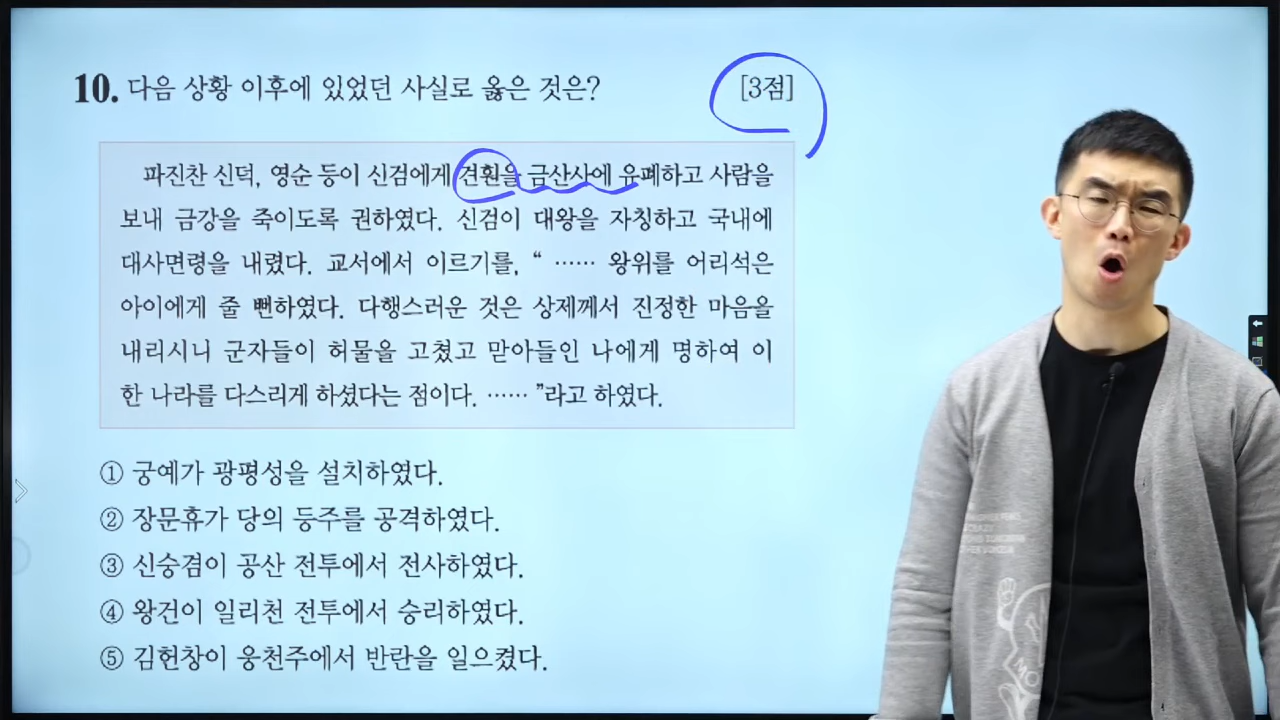 10. 다음 상황 이후에 있었던 사실로 옳은 것은? [3점]
파진찬 신덕, 영순 등이 신검에게 견훤을 금산사에 유폐하고 사람을
보내 금강을 죽이도록 권하였다. 신검이 대왕을 자칭하고 국내에
대사면령을 내렸다. 교서에서 이르기를, “ …… 왕위를 어리석은
아이에게 줄 뻔하였다. 다행스러운 것은 상제께서 진정한 마음을
내리시니 군자들이 허물을 고쳤고 맏아들인 나에게 명하여 이
한 나라를 다스리게 하셨다는 점이다. …… ”라고 하였다.
① 궁예가 광평성을 설치하였다.
② 장문휴가 당의 등주를 공격하였다.
③ 신숭겸이 공산 전투에서 전사하였다.
④ 왕건이 일리천 전투에서 승리하였다.
⑤ 김헌창이 웅천주에서 반란을 일으켰다.